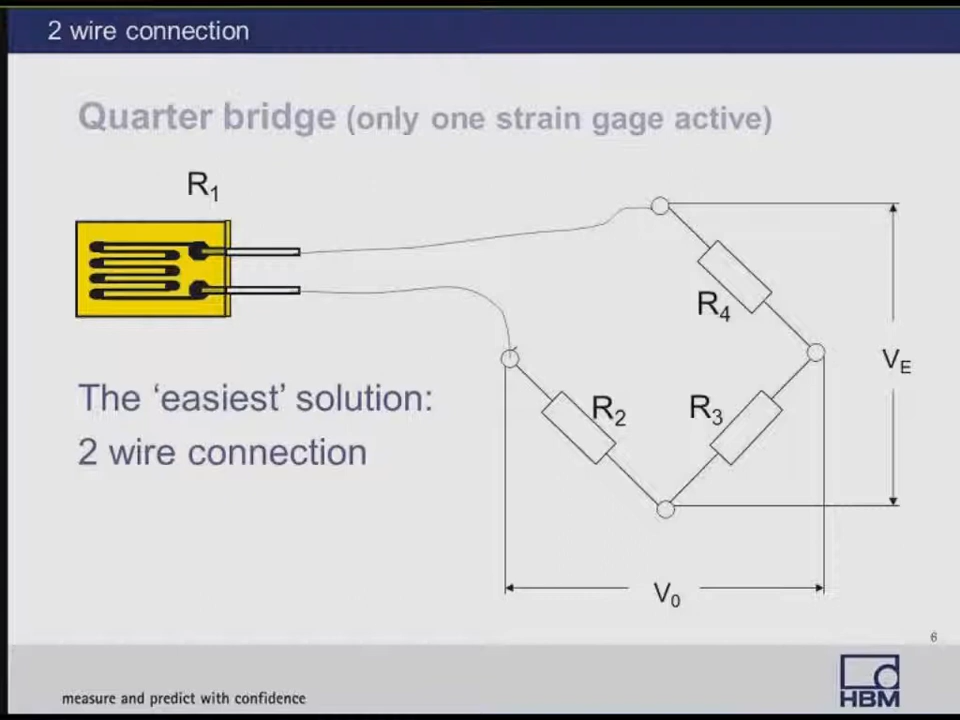 2 wire connection
Quarter bridge (only one strain gage active)
R1
R4
VE
The ‘easiest’ solution:
R2
R3
2 wire connection
V0
6
measure and predict with confidence
HBM